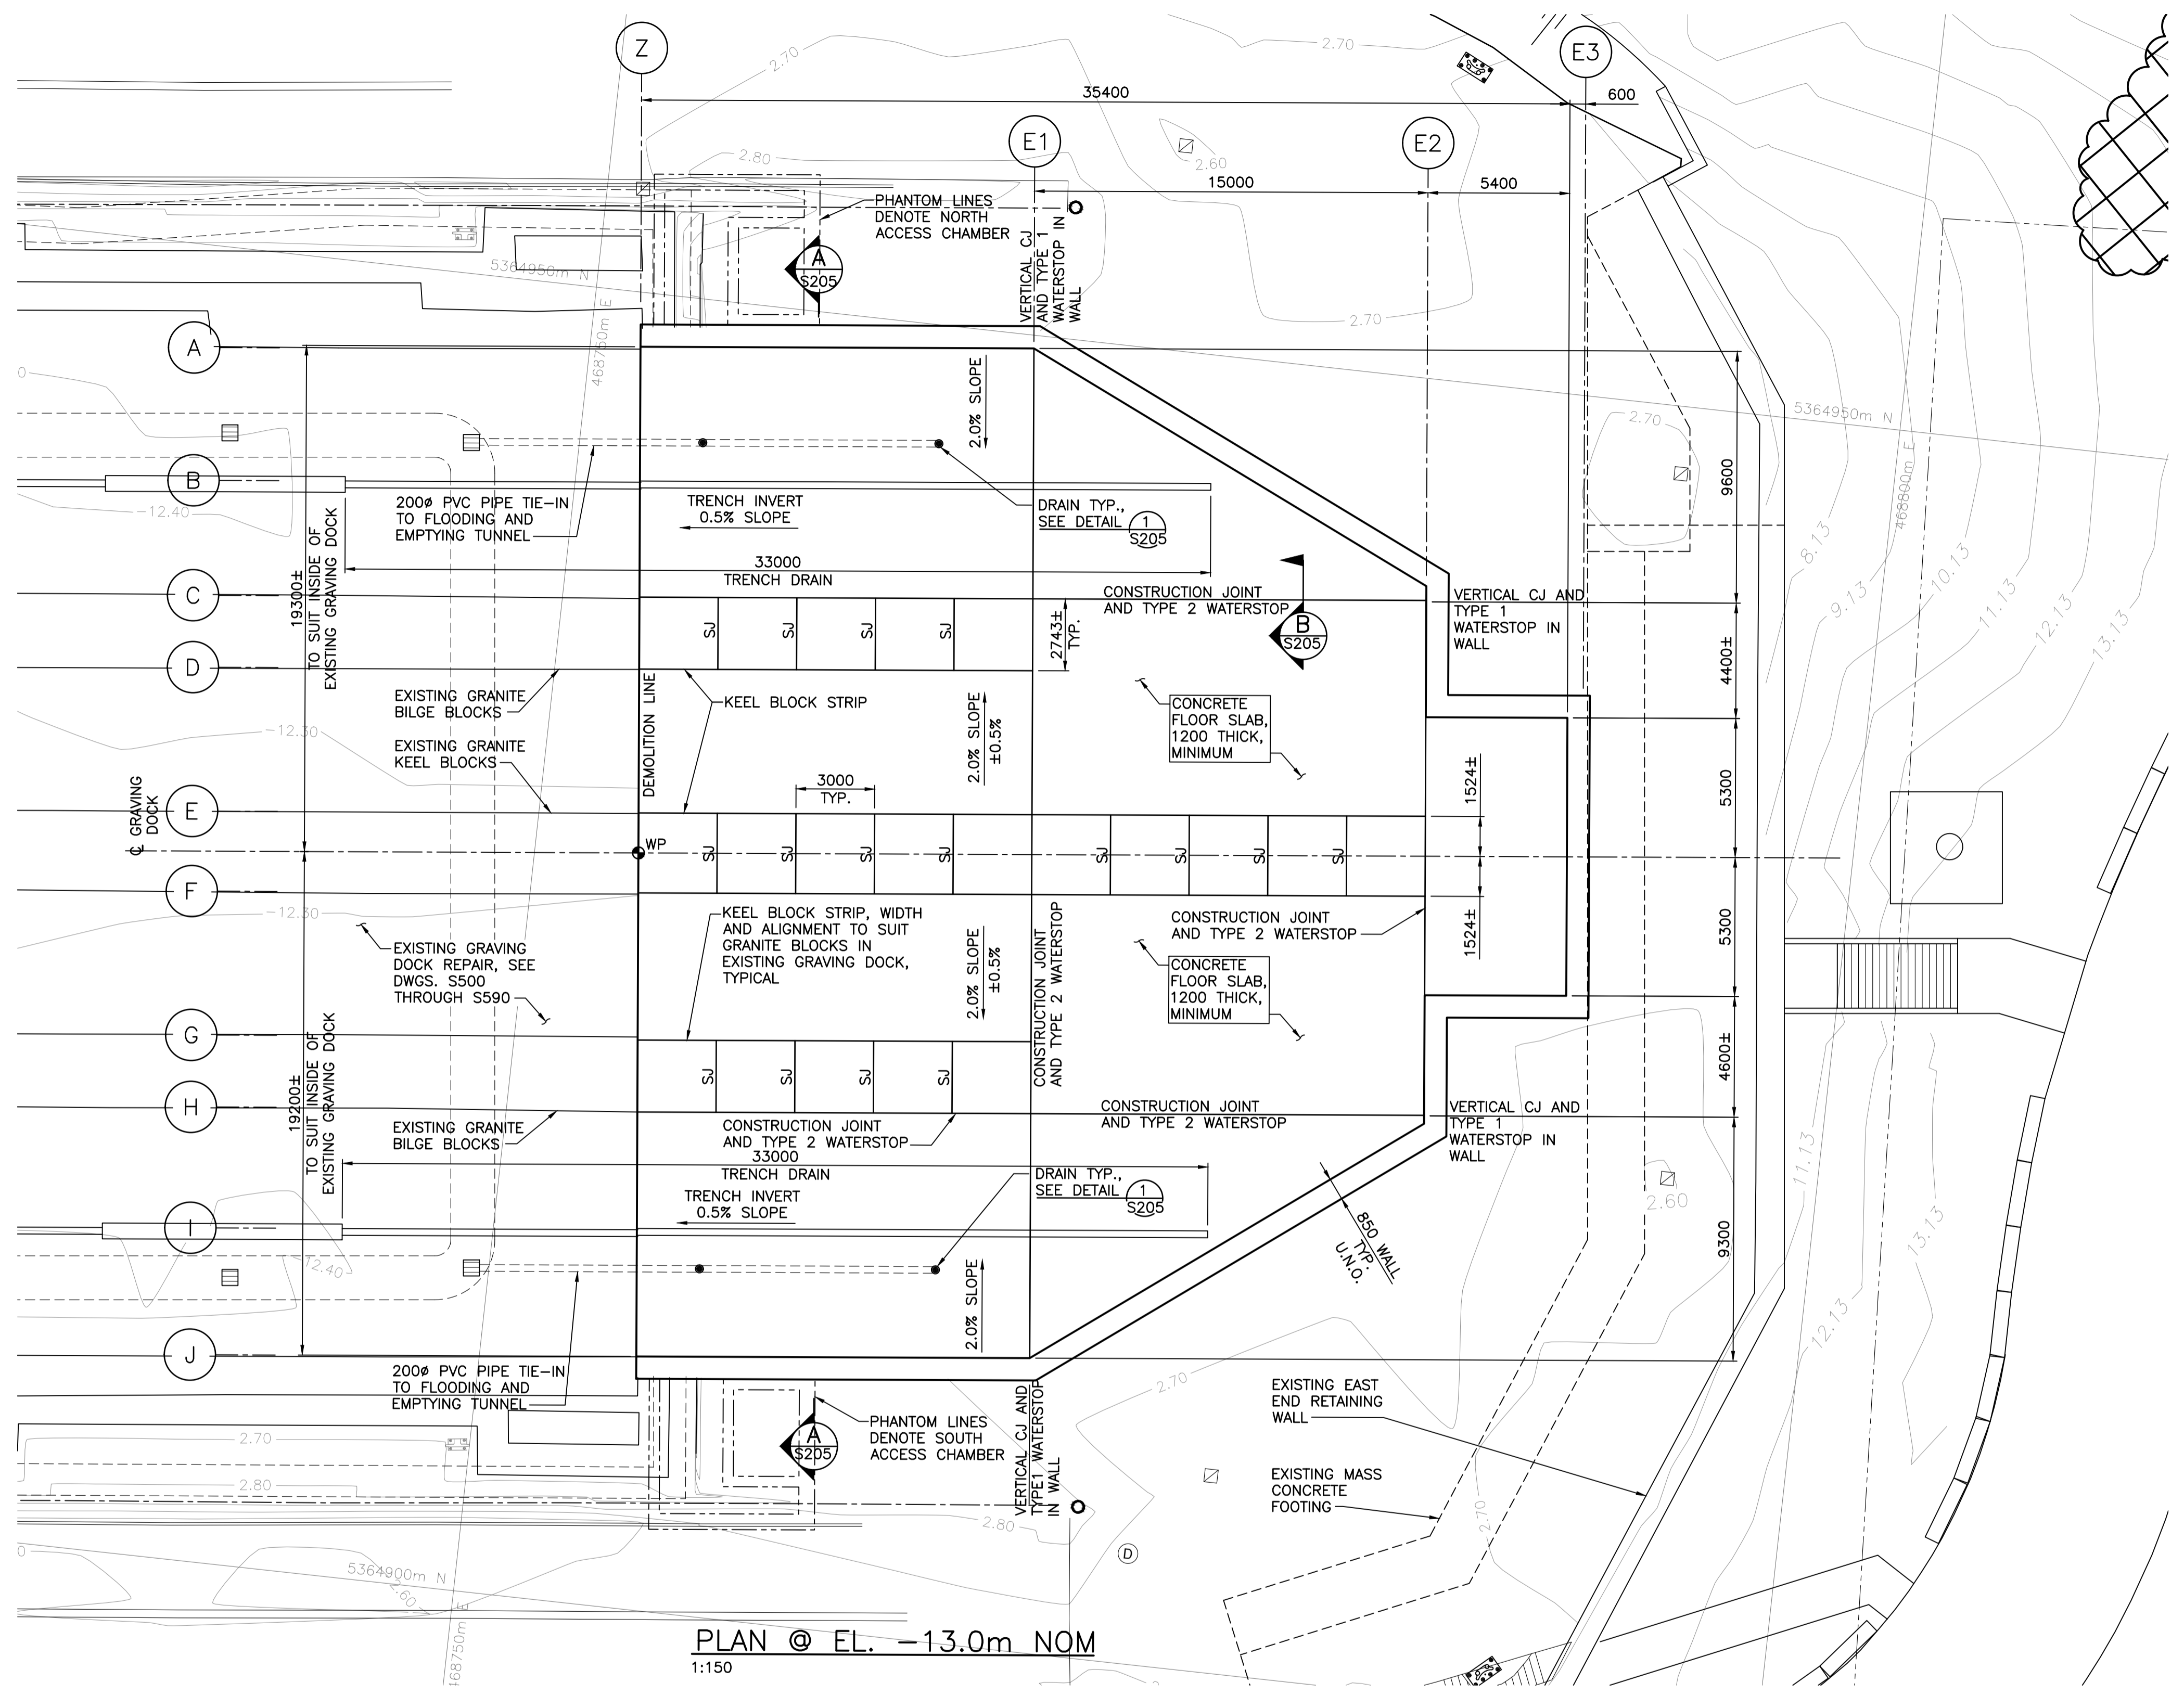 Z
E3
2.70
2.70
35400
600
E1
E2
2.80
2.60
15000
5400
PHANTOM LINES
DENOTE NORTH
ACCESS CHAMBER
VERTICAL CJ
AND TYPE 1
WATERSTOP IN
WALL
A
S205
5364950m N
468750m E
2.70
A
2.0% SLOPE
2.70
5364950m N
468800m E
B
-12.40
200ø PVC PIPE TIE-IN
TO FLOODING AND
EMPTYING TUNNEL
TRENCH INVERT
0.5% SLOPE
DRAIN TYP.,
SEE DETAIL
1
S205
9600
8.13
9.13
10.13
11.13
12.13
13.13
19300±
TO SUIT INSIDE OF
EXISTING GRAVING DOCK
33000
TRENCH DRAIN
C
CONSTRUCTION JOINT
AND TYPE 2 WATERSTOP
VERTICAL CJ AND
TYPE 1
WATERSTOP IN
WALL
SJ
SJ
SJ
SJ
2743±
TYP.
B
S205
4400±
D
EXISTING GRANITE
BILGE BLOCKS
KEEL BLOCK STRIP
DEMOLITION LINE
2.0% SLOPE
±0.5%
CONCRETE
FLOOR SLAB,
1200 THICK,
MINIMUM
-12.30
EXISTING GRANITE
KEEL BLOCKS
3000
TYP.
1524±
5300
E
℄ GRAVING
DOCK
WP
SJ
SJ
SJ
SJ
SJ
SJ
SJ
SJ
F
-12.30
KEEL BLOCK STRIP, WIDTH
AND ALIGNMENT TO SUIT
GRANITE BLOCKS IN
EXISTING GRAVING DOCK,
TYPICAL
EXISTING GRAVING
DOCK REPAIR, SEE
DWGS. S500
THROUGH S590
2.0% SLOPE
±0.5%
CONSTRUCTION JOINT
AND TYPE 2 WATERSTOP
CONSTRUCTION JOINT
AND TYPE 2 WATERSTOP
1524±
5300
CONCRETE
FLOOR SLAB,
1200 THICK,
MINIMUM
G
SJ
SJ
SJ
SJ
4600±
H
19200±
TO SUIT INSIDE OF
EXISTING GRAVING DOCK
EXISTING GRANITE
BILGE BLOCKS
CONSTRUCTION JOINT
AND TYPE 2 WATERSTOP
CONSTRUCTION JOINT
AND TYPE 2 WATERSTOP
VERTICAL CJ AND
TYPE 1
WATERSTOP IN
WALL
33000
TRENCH DRAIN
TRENCH INVERT
0.5% SLOPE
DRAIN TYP.,
SEE DETAIL
1
S205
11.13
2.60
I
-12.40
850 WALL
TYP.
U.N.O.
9300
13.13
2.0% SLOPE
12.13
J
200ø PVC PIPE TIE-IN
TO FLOODING AND
EMPTYING TUNNEL
2.70
EXISTING EAST
END RETAINING
WALL
PHANTOM LINES
DENOTE SOUTH
ACCESS CHAMBER
A
S205
VERTICAL CJ AND
TYPE1 WATERSTOP
IN WALL
2.70
2.80
EXISTING MASS
CONCRETE
FOOTING
2.70
2.80
D
5364900m N
2.60
468750m E
PLAN @ EL. -13.0m NOM
1:150